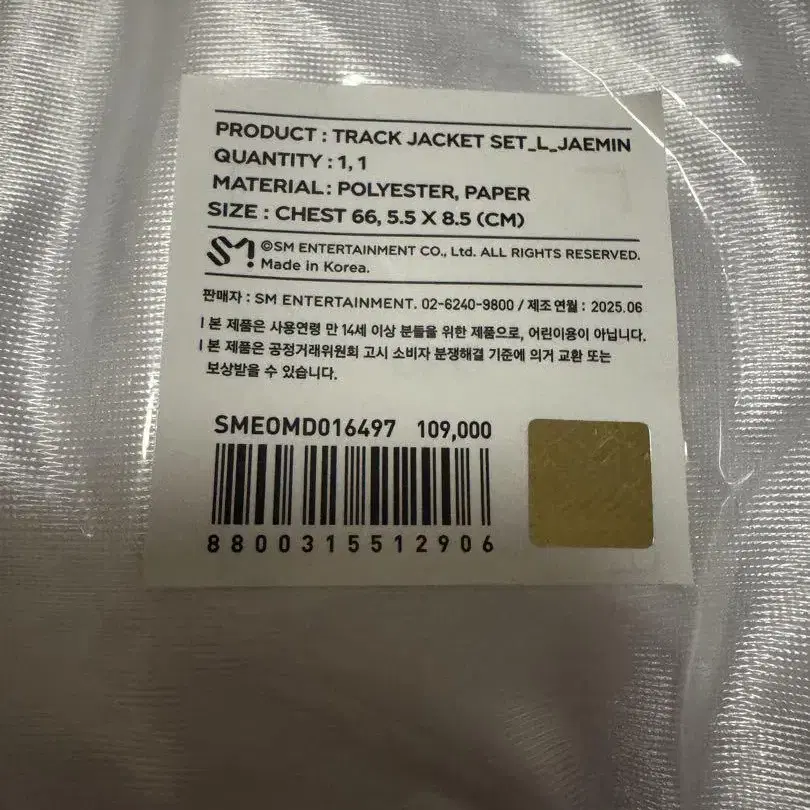 PRODUCT : TRACK JACKET SET_L_JAEMIN
QUANTITY : 1, 1
MATERIAL : POLYESTER, PAPER
SIZE : CHEST 66, 5.5 X 8.5 (CM)
SM! ©SM ENTERTAINMENT CO., Ltd. ALL RIGHTS RESERVED.
Made in Korea.
판매자 : SM ENTERTAINMENT. 02-6240-9800 / 제조 연월 : 2025.06
l 본 제품은 사용연령 만 14세 이상 분들을 위한 제품으로, 어린이용이 아닙니다.
l 본 제품은 공정거래위원회 고시 소비자 분쟁해결 기준에 의거 교환 또는
보상받을 수 있습니다.
SMEOMD016497 109,000
8800315512906